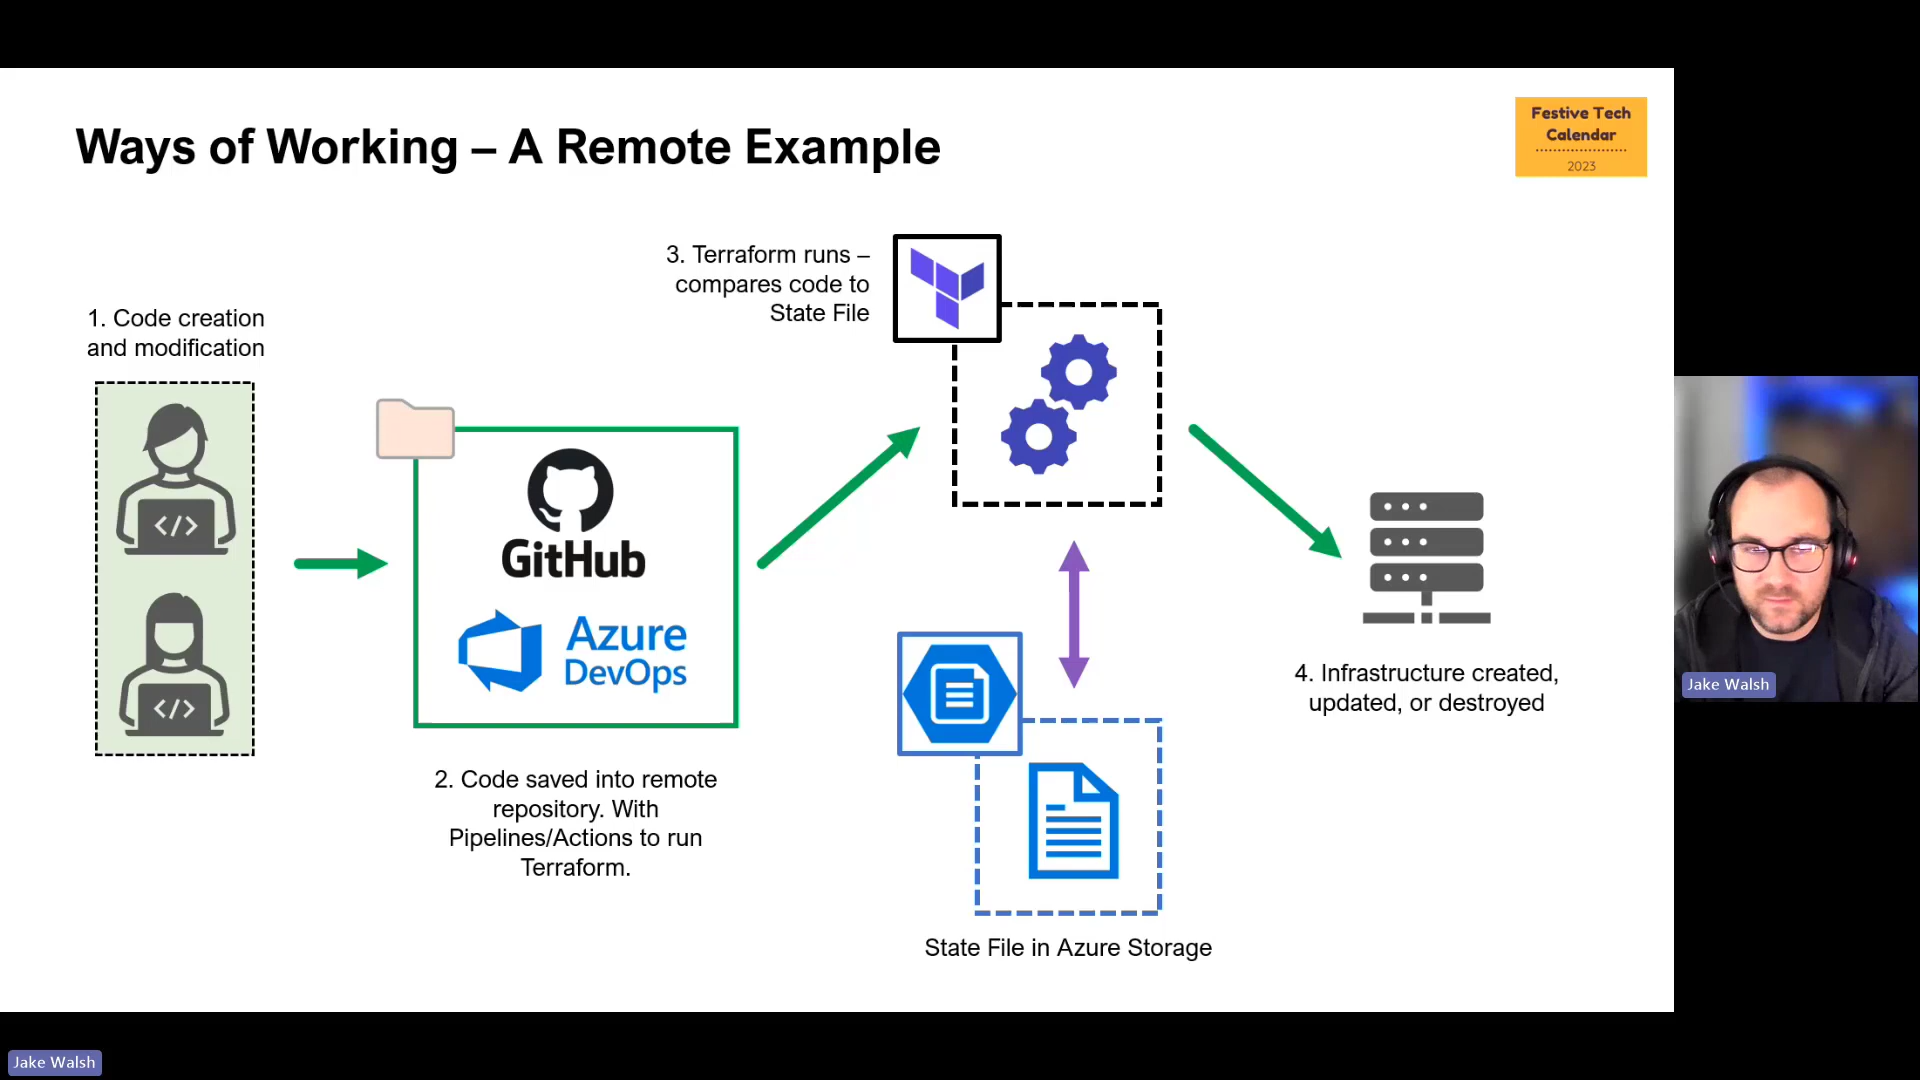 Ways of Working – A Remote Example
Festive Tech
Calendar
2023
1. Code creation
and modification
</>
</>
GitHub
Azure
DevOps
2. Code saved into remote
repository. With
Pipelines/Actions to run
Terraform.
3. Terraform runs –
compares code to
State File
State File in Azure Storage
4. Infrastructure created,
updated, or destroyed
Jake Walsh
Jake Walsh